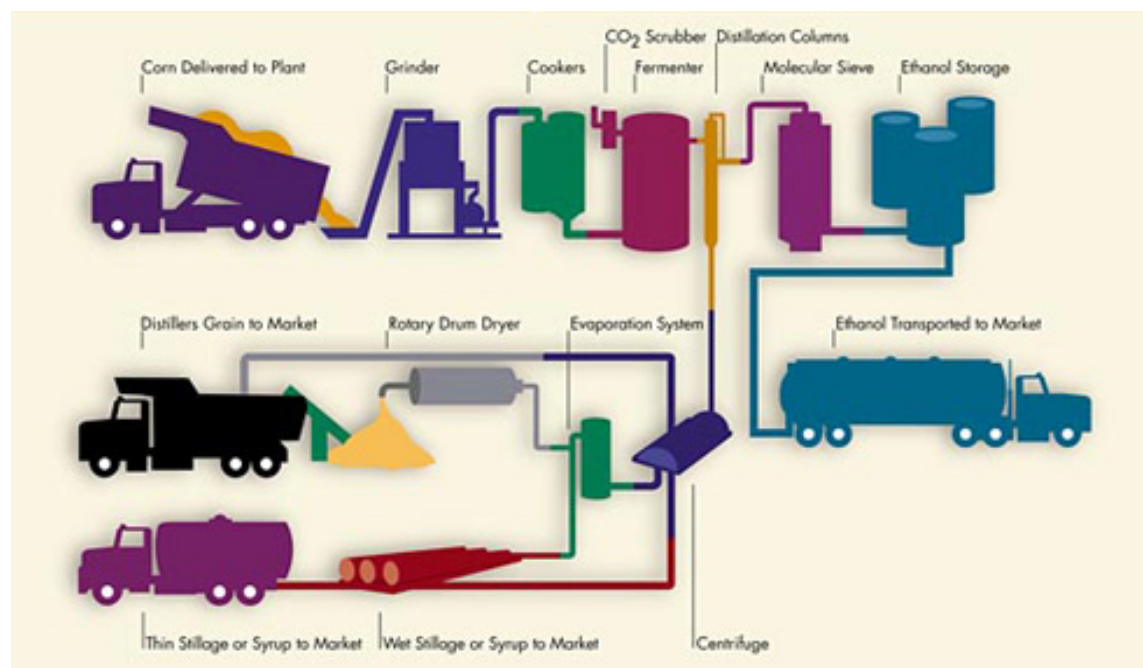 CO2 Scrubber
Distillation Columns
Corn Delivered to Plant
Grinder
Cookers
Fermenter
Molecular Sieve
Ethanol Storage
Distillers Grain to Market
Rotary Drum Dryer
Evaporation System
Ethanol Transported to Market
Thin Stillage or Syrup to Market
Wet Stillage or Syrup to Market
Centrifuge